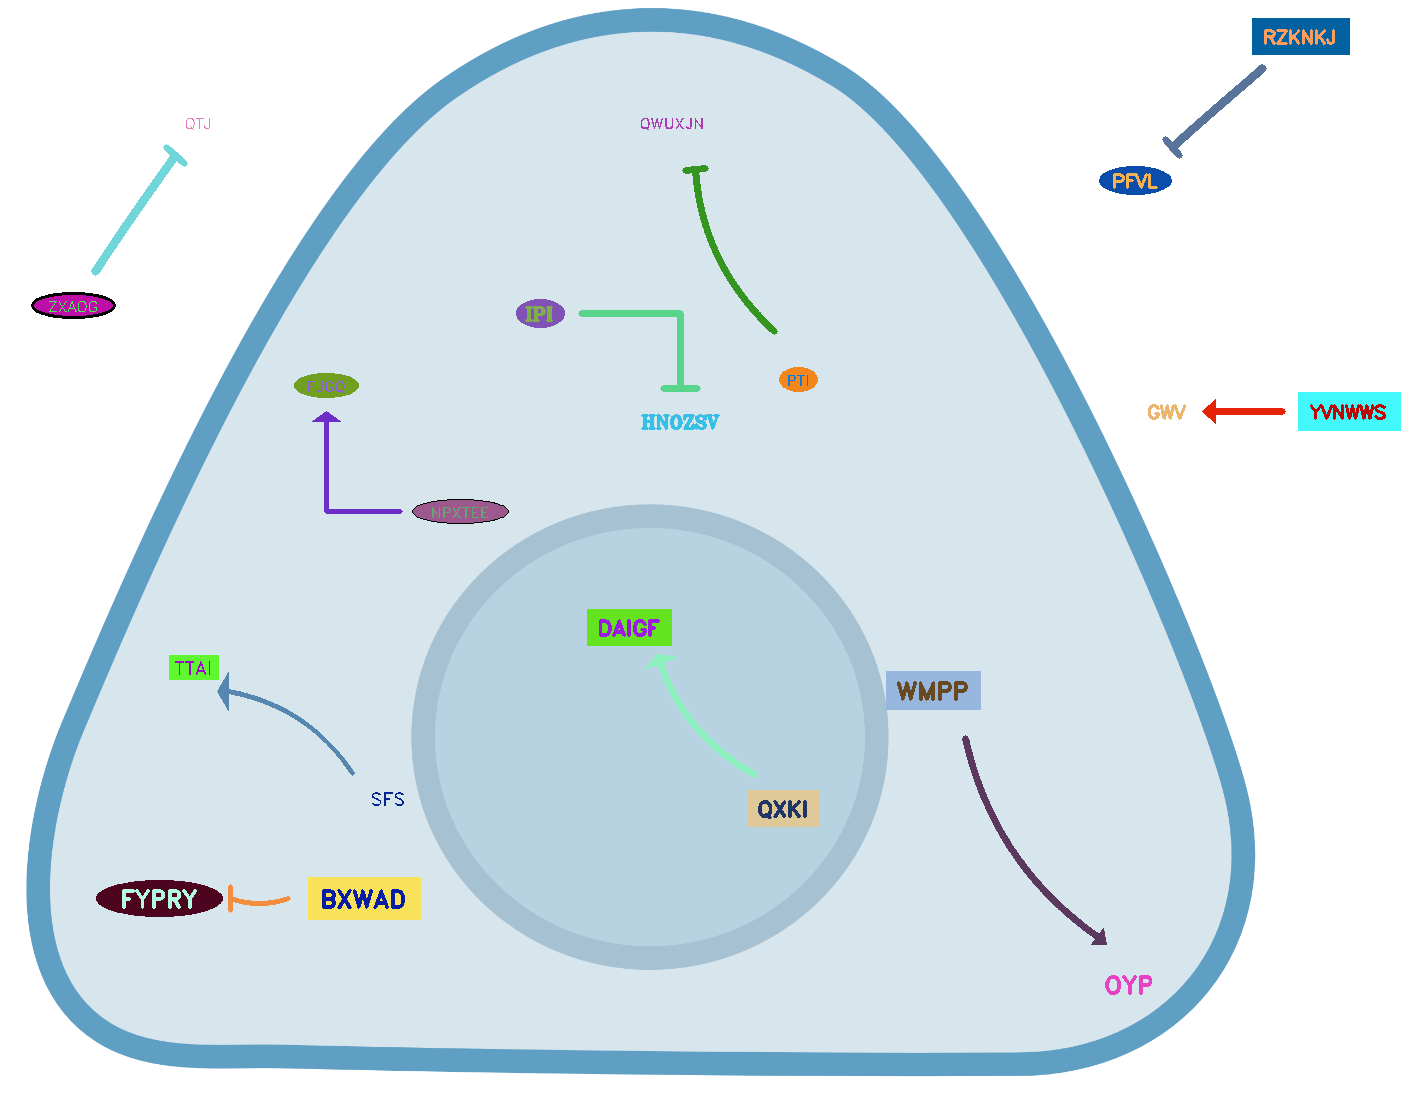 RZKNKJ
QTJ
QWUXJN
PFVL
ZXAOG
IPI
PTI
GWV
YVNWWS
HNOZSV
NPXTEE
DAIGF
TTAI
WMPP
SFS
QXKI
FYPRY
BXWAD
OYP